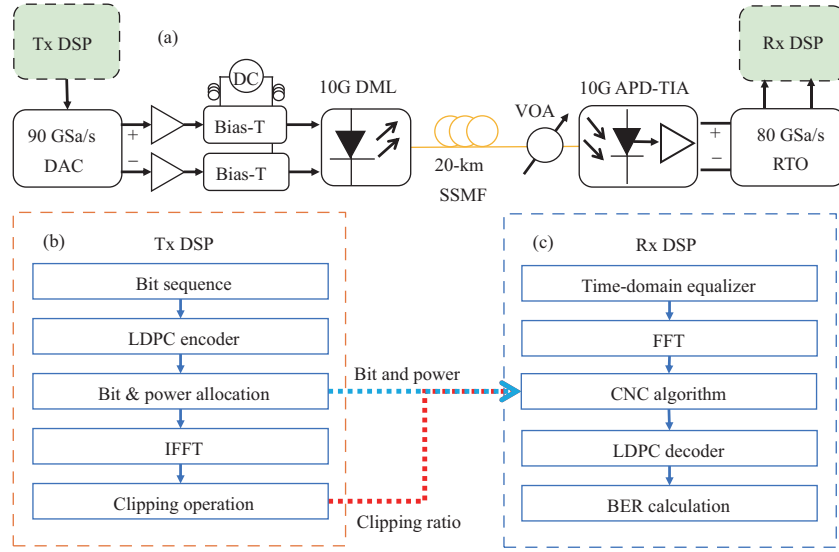 Tx DSP
(a)
Rx DSP
DC
10G DML
10G APD-TIA
VOA
90 GSa/s
DAC
+
−
Bias-T
Bias-T
20-km
SSMF
+
−
80 GSa/s
RTO
(b)
Tx DSP
Bit sequence
LDPC encoder
Bit & power allocation
IFFT
Clipping operation
Bit and power
Clipping ratio
(c)
Rx DSP
Time-domain equalizer
FFT
CNC algorithm
LDPC decoder
BER calculation